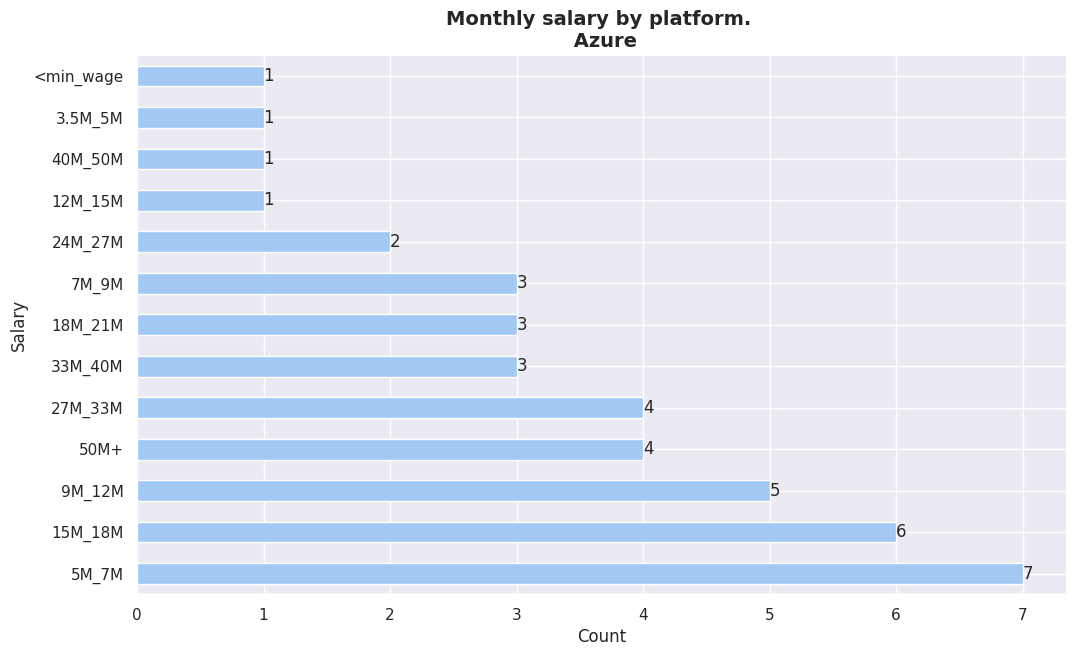 Monthly salary by platform.
Azure
<min_wage 1
3.5M_5M 1
40M_50M 1
12M_15M 1
24M_27M 2
7M_9M 3
18M_21M 3
33M_40M 3
27M_33M 4
50M+ 4
9M_12M 5
15M_18M 6
5M_7M 7
Salary
0 1 2 3 4 5 6 7
Count